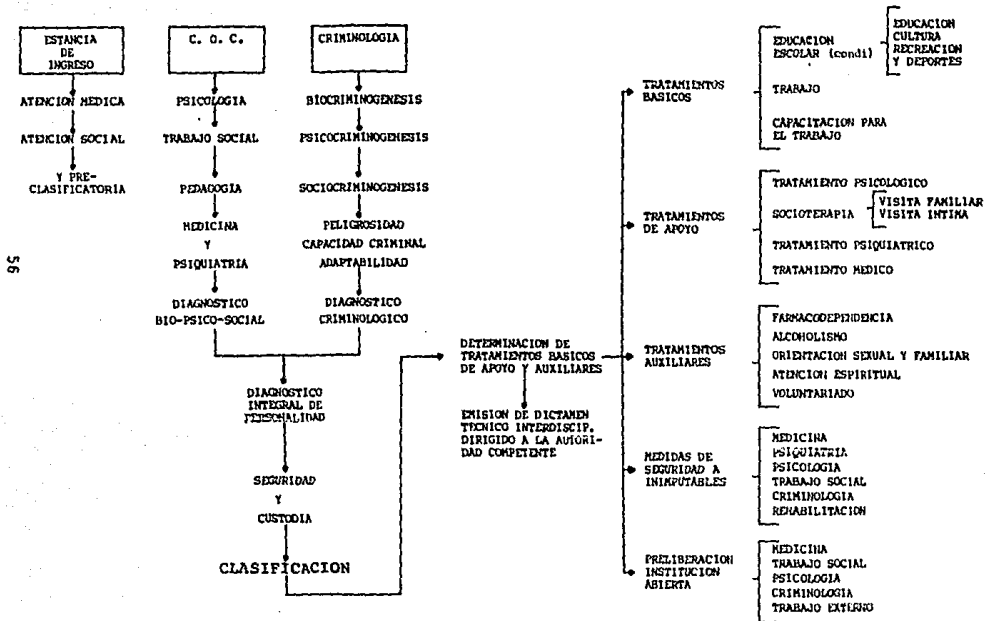 ESTANCIA
DE
INGRESO
ATENCION MEDICA
ATENCION SOCIAL
Y PRE-
CLASIFICATORIA
C. O. C.
PSICOLOGIA
TRABAJO SOCIAL
PEDAGOGIA
MEDICINA
Y
PSIQUIATRIA
DIAGNOSTICO
BIO-PSICO-SOCIAL
CRIMINOLOGIA
BIOCRIMINOGENESIS
PSICOCRIMINOGENESIS
SOCIOCRIMINOGENESIS
PELIGROSIDAD
CAPACIDAD CRIMINAL
ADAPTABILIDAD
DIAGNOSTICO
CRIMINOLOGICO
DIAGNOSTICO
INTEGRAL DE
PERSONALIDAD
SEGURIDAD
Y
CUSTODIA
CLASIFICACION
DETERMINACION DE
TRATAMIENTOS BASICOS
DE APOYO Y AUXILIARES
EMISION DE DICTAMEN
TECNICO INTERDISCIP.
DIRIGIDO A LA AUTORI-
DAD COMPETENTE
TRATAMIENTOS
BASICOS
EDUCACION
ESCOLAR (condi)
EDUCACION
CULTURA
RECREACION
Y DEPORTES
TRABAJO
CAPACITACION PARA
EL TRABAJO
TRATAMIENTOS
DE APOYO
TRATAMIENTO PSICOLOGICO
SOCIOTERAPIA
VISITA FAMILIAR
VISITA INTIMA
TRATAMIENTO PSIQUIATRICO
TRATAMIENTO MEDICO
TRATAMIENTOS
AUXILIARES
FARMACODEPENDENCIA
ALCOHOLISMO
ORIENTACION SEXUAL Y FAMILIAR
ATENCION ESPIRITUAL
VOLUNTARIADO
MEDIDAS DE
SEGURIDAD A
INIMPUTABLES
MEDICINA
PSIQUIATRIA
PSICOLOGIA
TRABAJO SOCIAL
CRIMINOLOGIA
REHABILITACION
PRELIBERACION
INSTITUCION
ABIERTA
MEDICINA
TRABAJO SOCIAL
PSICOLOGIA
CRIMINOLOGIA
TRABAJO EXTERNO
56